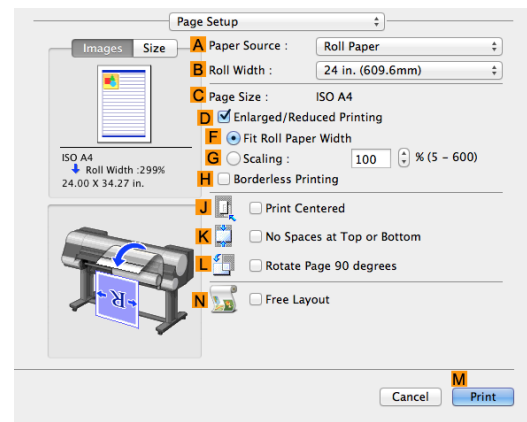 Page Setup
Images Size
A Paper Source : Roll Paper
B Roll Width : 24 in. (609.6mm)
C Page Size : ISO A4
D Enlarged/Reduced Printing
F Fit Roll Paper Width
G Scaling : 100 % (5 – 600)
H Borderless Printing
ISO A4
Roll Width :299%
24.00 X 34.27 in.
J Print Centered
K No Spaces at Top or Bottom
L Rotate Page 90 degrees
R
N Free Layout
M
Cancel Print